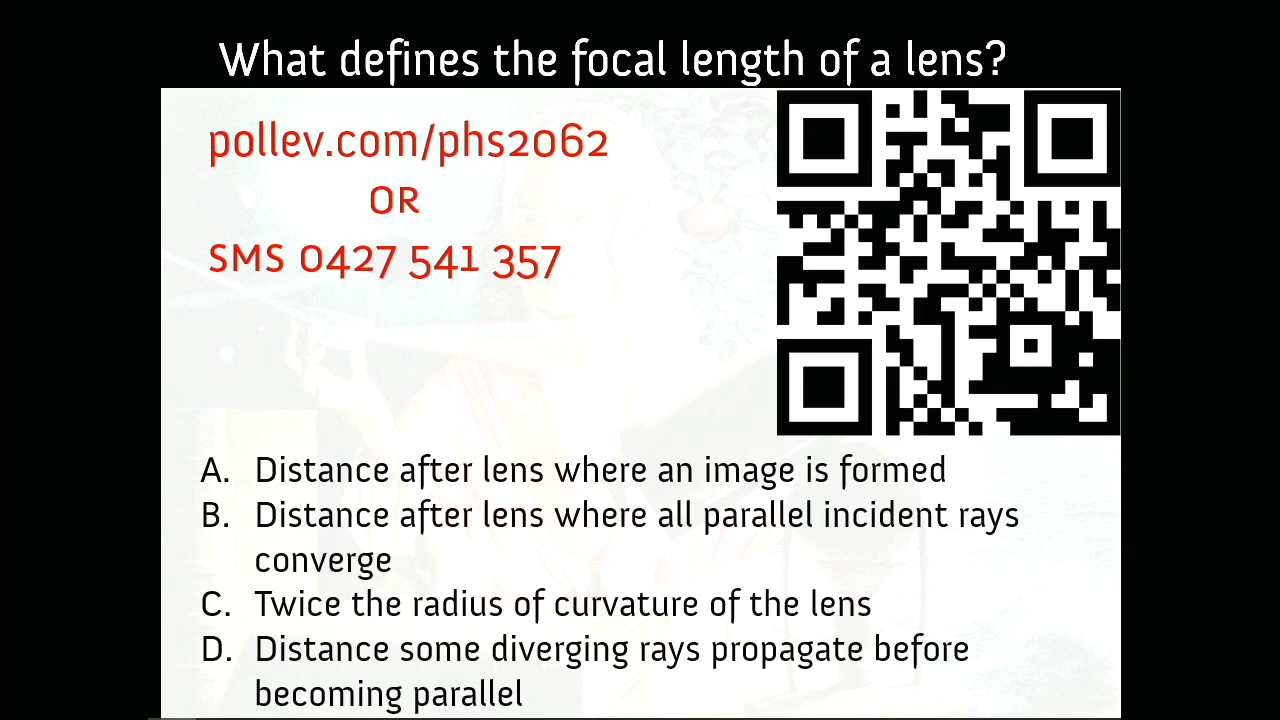 What defines the focal length of a lens?
pollev.com/phs2062
OR
SMS 0427 541 357
A. Distance after lens where an image is formed
B. Distance after lens where all parallel incident rays
converge
C. Twice the radius of curvature of the lens
D. Distance some diverging rays propagate before
becoming parallel